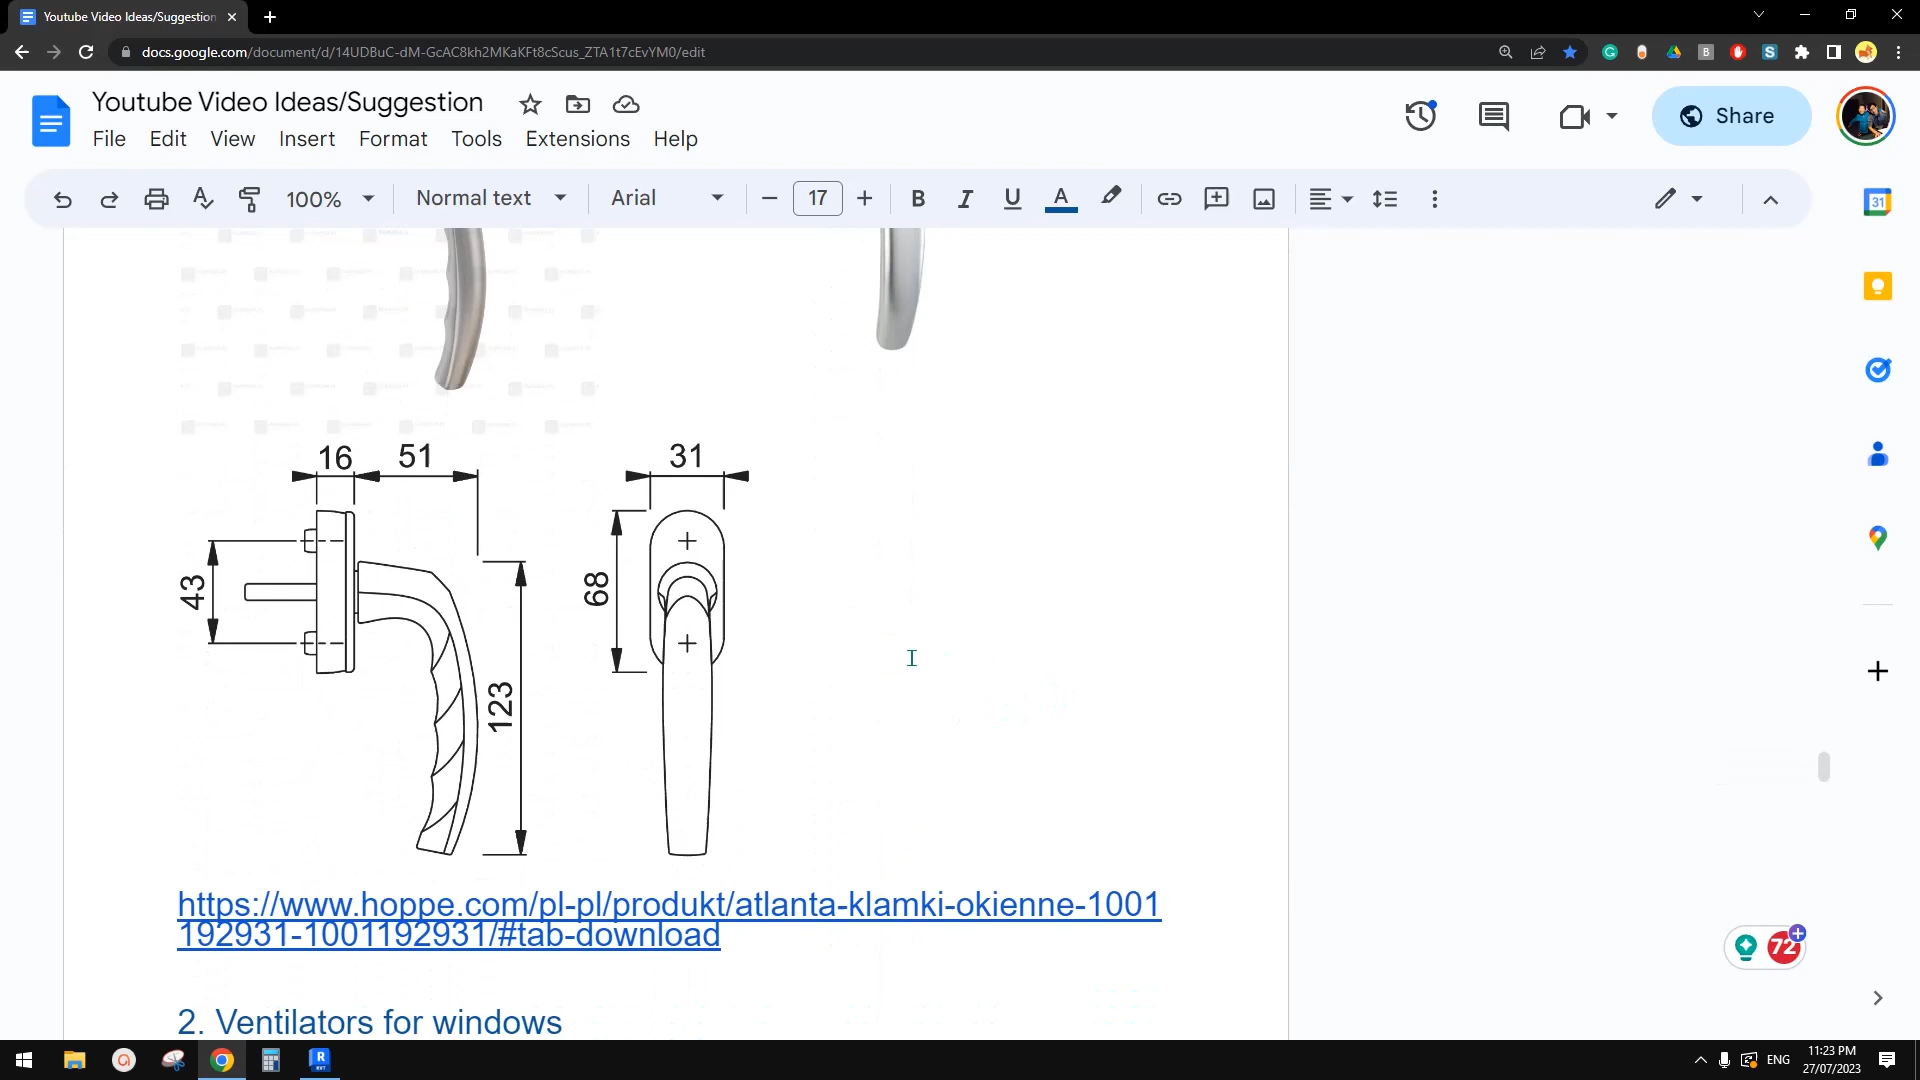 Youtube Video Ideas/Suggestion
docs.google.com/document/d/14UDBuC-dM-GcAC8kh2MKaKFt8cScus_ZTA1t7cEvYM0/edit
Youtube Video Ideas/Suggestion
Share
File Edit View Insert Format Tools Extensions Help
100% Normal text Arial 17 B I U A
31
16 51 31
43 68
123
https://www.hoppe.com/pl-pl/produkt/atlanta-klamki-okienne-1001
192931-1001192931/#tab-download
72
2. Ventilators for windows
ENG
11:23 PM
27/07/2023